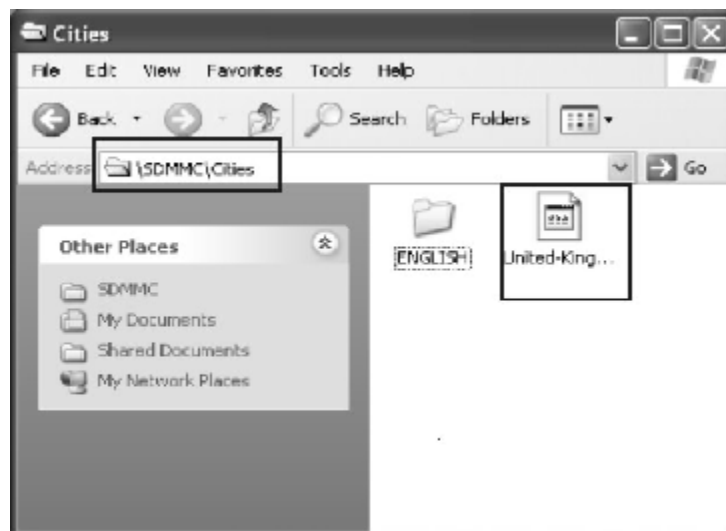 Cities
File Edit View Favorites Tools Help
Back Search Folders
Address \SDMMC\Cities Go
Other Places
SDMMC
My Documents
Shared Documents
My Network Places
ENGLISH
United-King...